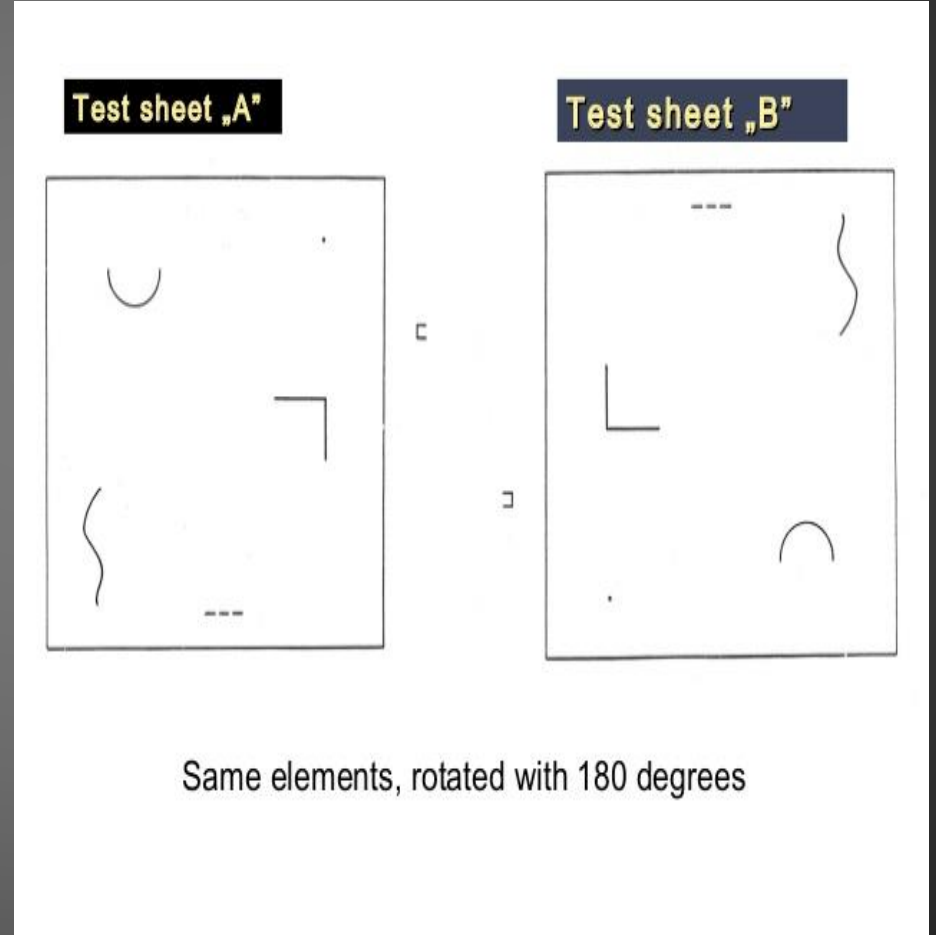 Test sheet „A”
Test sheet „B”
Same elements, rotated with 180 degrees